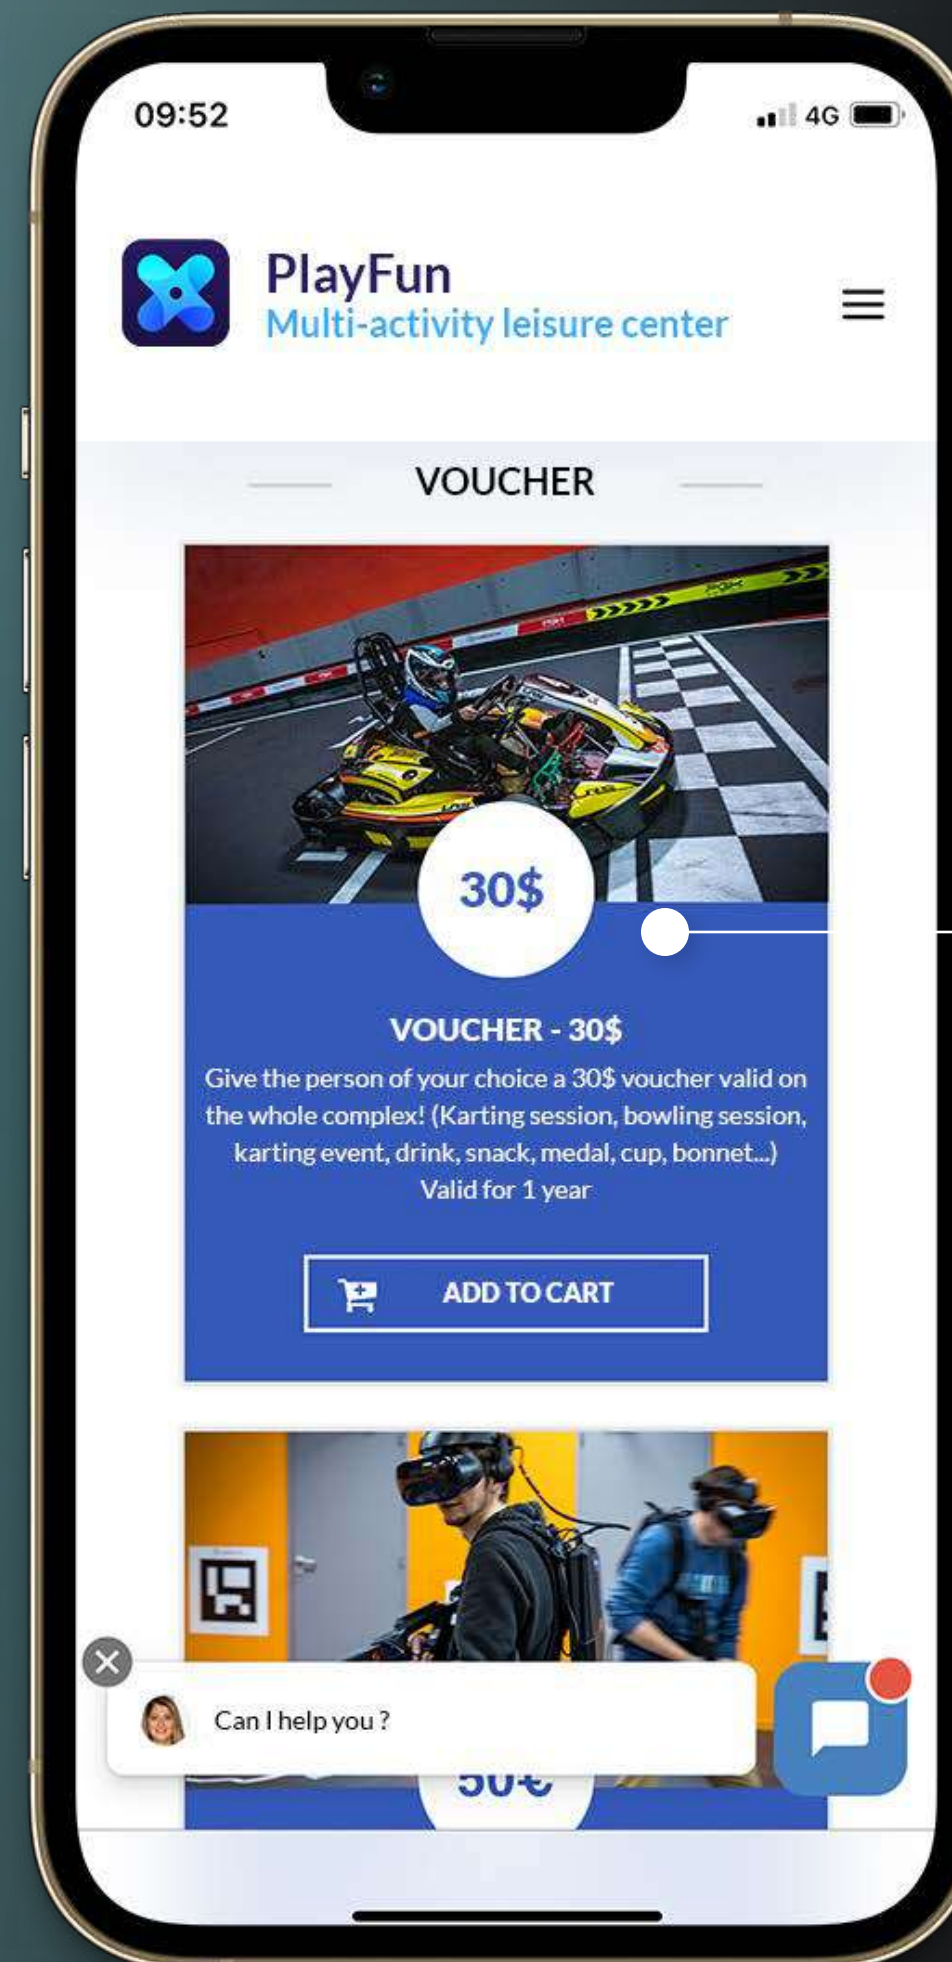 09:52
4G
PlayFun
Multi-activity leisure center
VOUCHER
30$
VOUCHER - 30$
Give the person of your choice a 30$ voucher valid on
the whole complex! (Karting session, bowling session,
karting event, drink, snack, medal, cup, bonnet...)
Valid for 1 year
ADD TO CART
Can I help you ?
50€